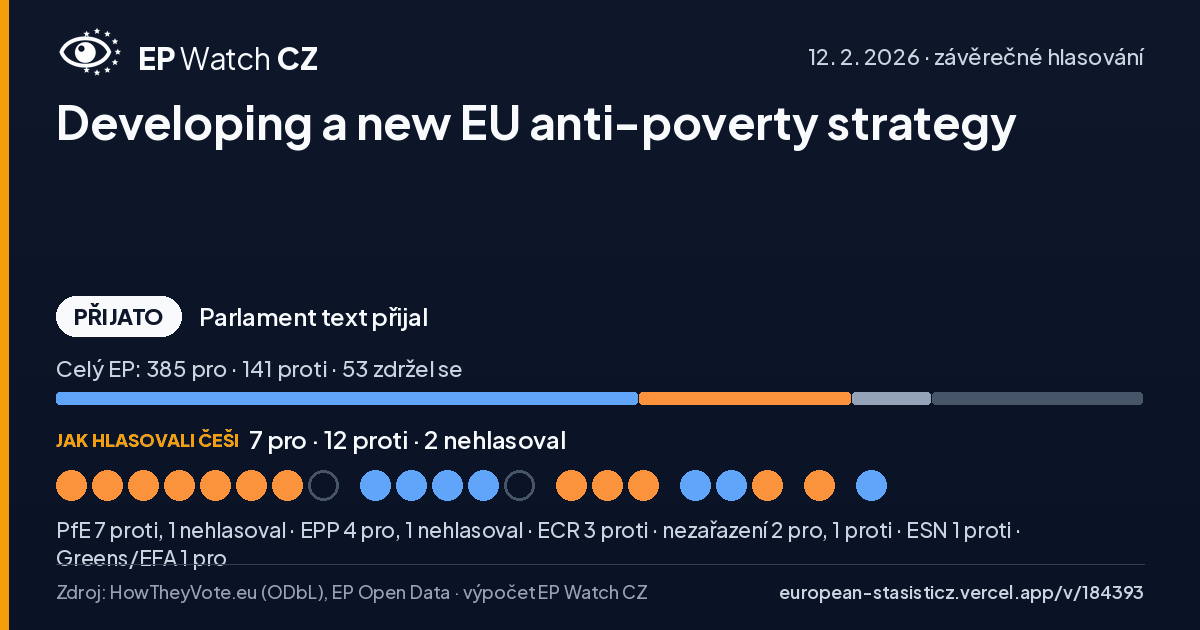 EP Watch CZ
12. 2. 2026 · závěrečné hlasování
Developing a new EU anti-poverty strategy
PŘIJATO Parlament text přijal
Celý EP: 385 pro · 141 proti · 53 zdržel se
JAK HLASOVALI ČEŠI 7 pro · 12 proti · 2 nehlasoval
PfE 7 proti, 1 nehlasoval · EPP 4 pro, 1 nehlasoval · ECR 3 proti · nezařazení 2 pro, 1 proti · ESN 1 proti ·
Greens/EFA 1 pro
Zdroj: HowTheyVote.eu (ODbL), EP Open Data · výpočet EP Watch CZ
european-stasisticz.vercel.app/v/184393